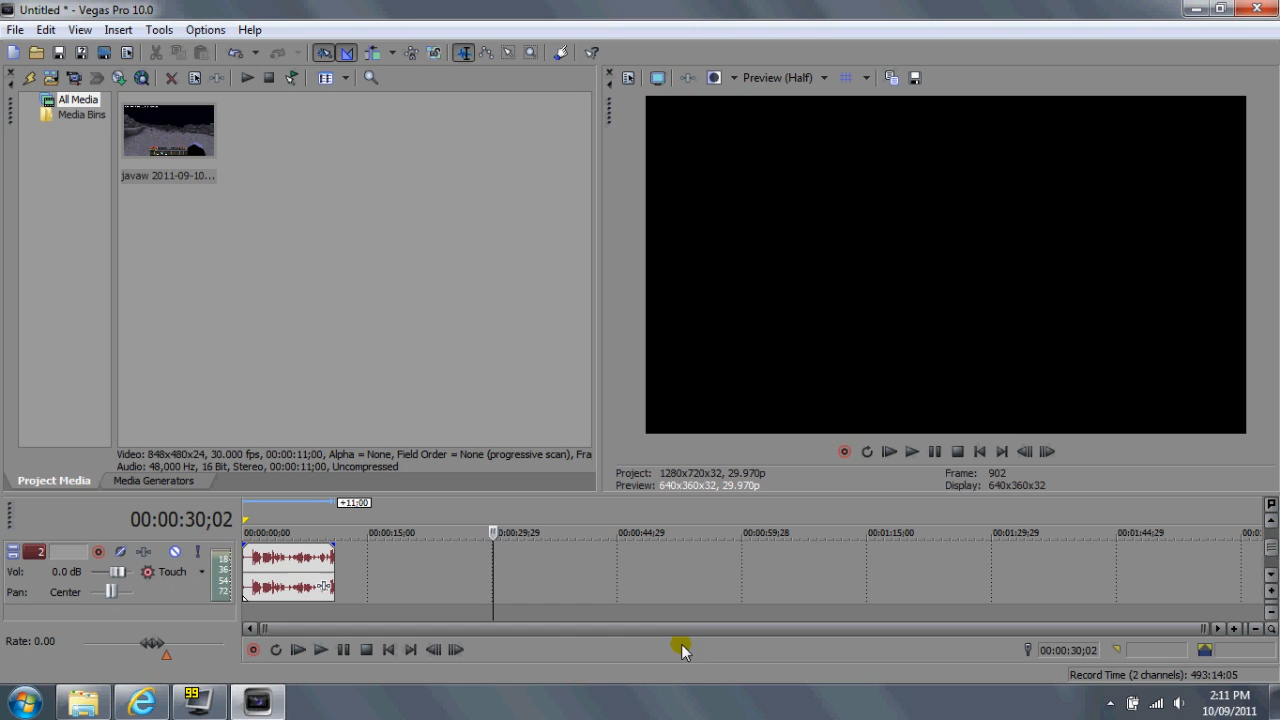 Untitled * - Vegas Pro 10.0
File Edit View Insert Tools Options Help
Preview (Half)
All Media
Media Bins
javaw 2011-09-10...
Video: 848x480x24, 30.000 fps, 00:00:11;00, Alpha = None, Field Order = None (progressive scan), Fra
Audio: 48,000 Hz, 16 Bit, Stereo, 00:00:11;00, Uncompressed
Project Media Media Generators
Project: 1280x720x32, 29.970p
Preview: 640x360x32, 29.970p
Frame: 902
Display: 640x360x32
+11;00
00:00:30;02
00:00:00;00 00:00:15;00 00:00:29;29 00:00:44;29 00:00:59;28 00:01:15;00 00:01:29;29 00:01:44;29 00:0
2
18
36
54
72
Vol: 0.0 dB Touch
Pan: Center
Rate: 0.00
00:00:30;02
Record Time (2 channels): 493:14:05
99
2:11 PM
10/09/2011